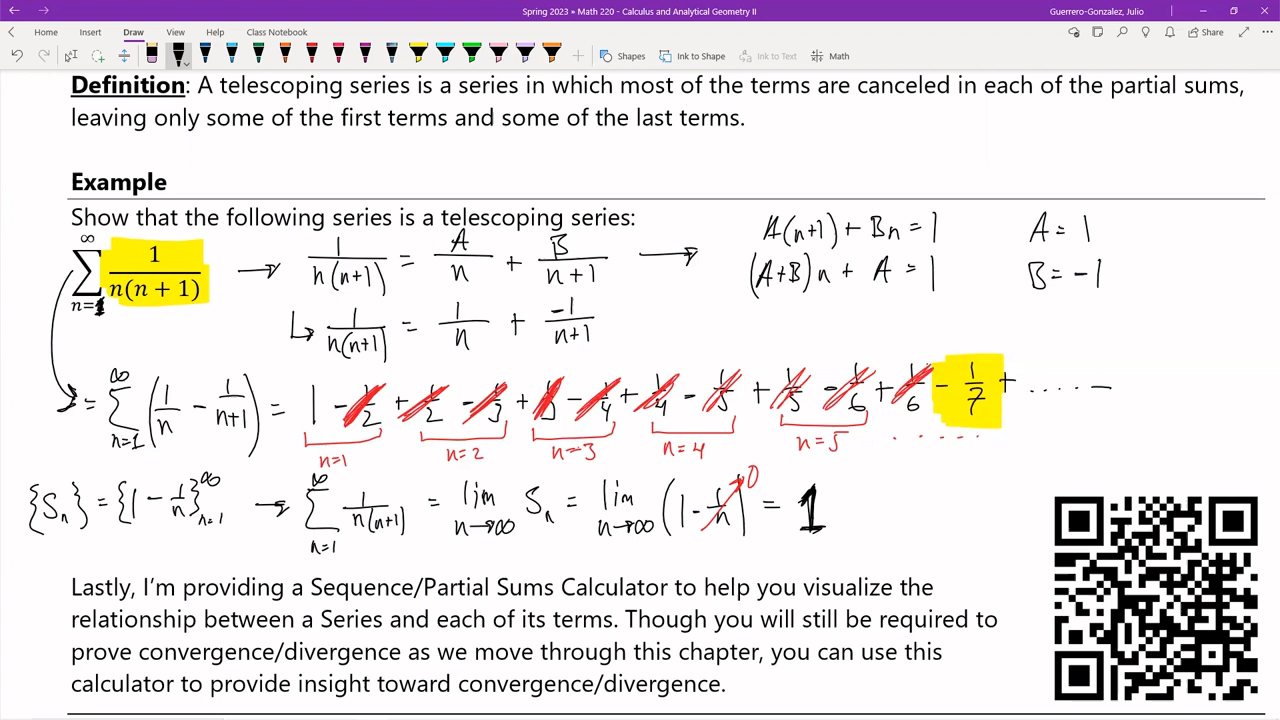 Spring 2023 » Math 220 - Calculus and Analytical Geometry II
Guerrero-Gonzalez, Julio
Home Insert Draw View Help Class Notebook
Share
Shapes Ink to Shape Ink to Text Math
Definition: A telescoping series is a series in which most of the terms are canceled in each of the partial sums,
leaving only some of the first terms and some of the last terms.
Example
Show that the following series is a telescoping series:
∑_{n=1}^{∞} 1/(n(n + 1)) → 1/(n(n+1)) = A/n + B/(n+1) → A(n+1) + Bn = 1 A = 1
(A+B)n + A = 1 B = -1
↳ 1/(n(n+1)) = 1/n + -1/(n+1)
= ∑_{n=1}^{∞} (1/n - 1/(n+1)) = 1 - 1/2 + 1/2 - 1/3 + 1/3 - 1/4 + 1/4 - 1/5 + 1/5 - 1/6 + 1/6 - 1/7 + .....
n=1 n=2 n=3 n=4 n=5 ......
{Sn} = {1 - 1/n}_{n=1}^{∞} → ∑_{n=1}^{∞} 1/(n(n+1)) = lim_{n→∞} Sn = lim_{n→∞} (1 - 1/n) 0 = 1
Lastly, I'm providing a Sequence/Partial Sums Calculator to help you visualize the
relationship between a Series and each of its terms. Though you will still be required to
prove convergence/divergence as we move through this chapter, you can use this
calculator to provide insight toward convergence/divergence.